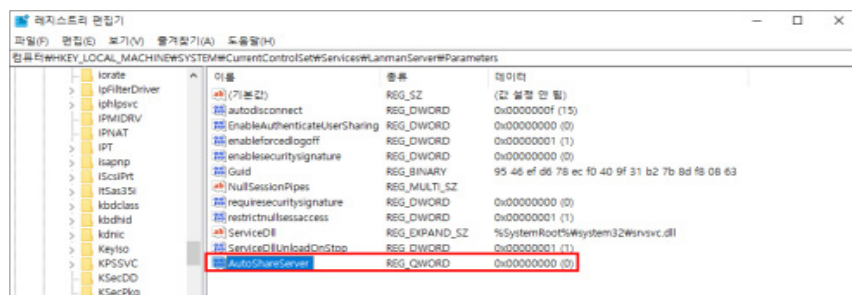 레지스트리 편집기
파일(F) 편집(E) 보기(V) 즐겨찾기(A) 도움말(H)
컴퓨터₩HKEY_LOCAL_MACHINE₩SYSTEM₩CurrentControlSet₩Services₩LanmanServer₩Parameters
iorate
IpFilterDriver
iphlpsvc
IPMIDRV
IPNAT
IPT
isapnp
iScsiPrt
ItSas35i
kbdclass
kbdhid
kdnic
KeyIso
KPSSVC
KSecDD
KSecPkg
이름 종류 데이터
(기본값) REG_SZ (값 설정 안 됨)
autodisconnect REG_DWORD 0x0000000f (15)
EnableAuthenticateUserSharing REG_DWORD 0x00000000 (0)
enableforcedlogoff REG_DWORD 0x00000001 (1)
enablesecuritysignature REG_DWORD 0x00000000 (0)
Guid REG_BINARY 95 46 ef d6 78 ec f0 40 9f 31 b2 7b 8d f8 08 63
NullSessionPipes REG_MULTI_SZ
requiresecuritysignature REG_DWORD 0x00000000 (0)
restrictnullsessaccess REG_DWORD 0x00000001 (1)
ServiceDll REG_EXPAND_SZ %SystemRoot%₩system32₩srvsvc.dll
ServiceDllUnloadOnStop REG_DWORD 0x00000001 (1)
AutoShareServer REG_QWORD 0x00000000 (0)